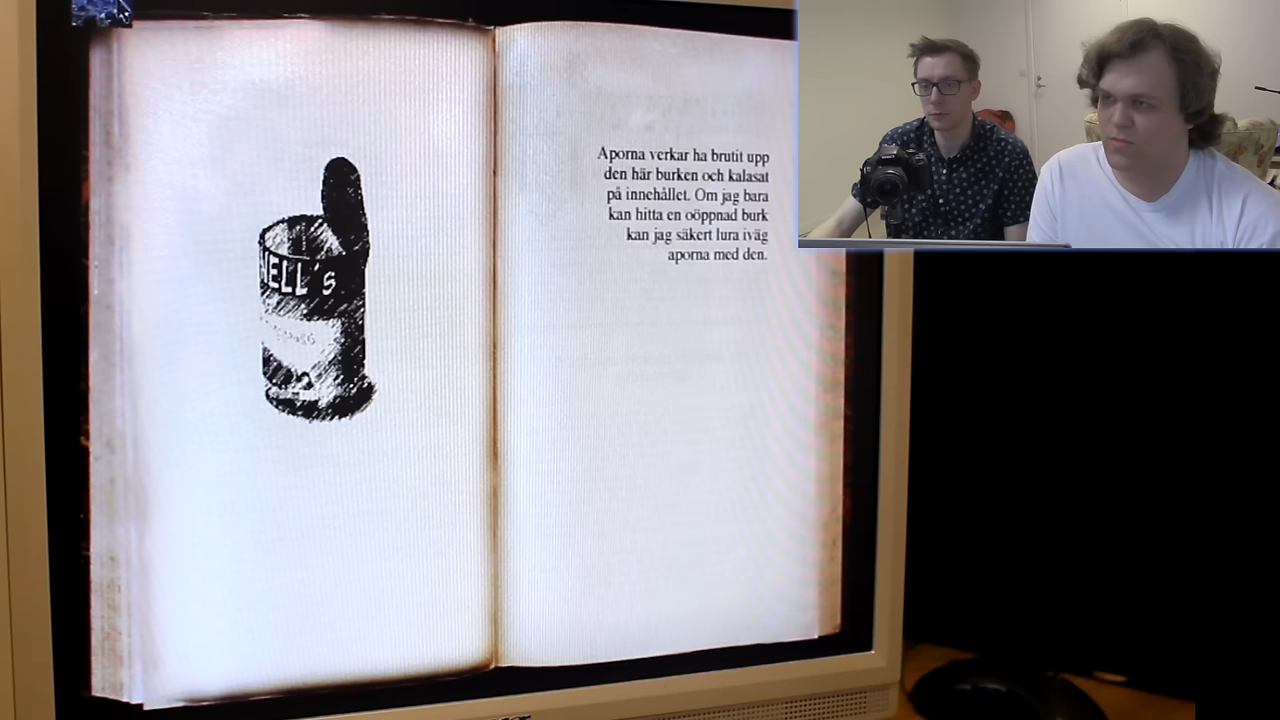 NELL's
Aporna verkar ha brutit upp
den här burken och kalasat
på innehållet. Om jag bara
kan hitta en oöppnad burk
kan jag säkert lura iväg
aporna med den.